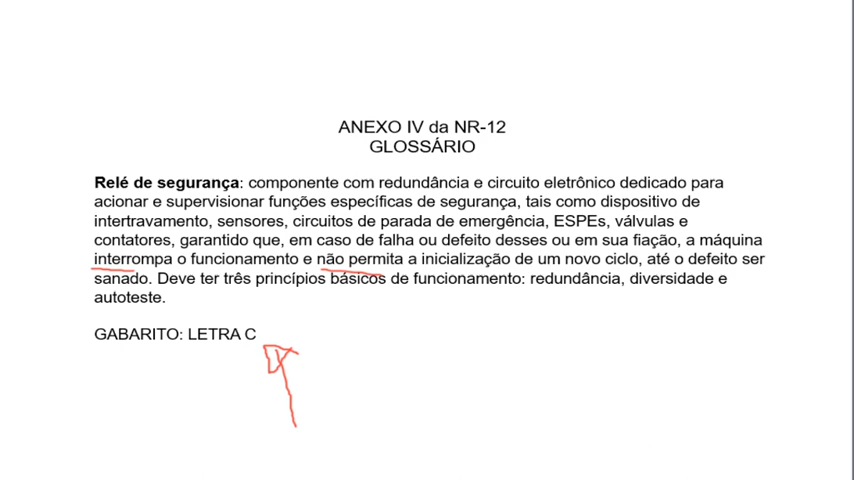 ANEXO IV da NR-12
GLOSSÁRIO
Relé de segurança: componente com redundância e circuito eletrônico dedicado para
acionar e supervisionar funções específicas de segurança, tais como dispositivo de
intertravamento, sensores, circuitos de parada de emergência, ESPEs, válvulas e
contatores, garantido que, em caso de falha ou defeito desses ou em sua fiação, a máquina
interrompa o funcionamento e não permita a inicialização de um novo ciclo, até o defeito ser
sanado. Deve ter três princípios básicos de funcionamento: redundância, diversidade e
autoteste.
GABARITO: LETRA C